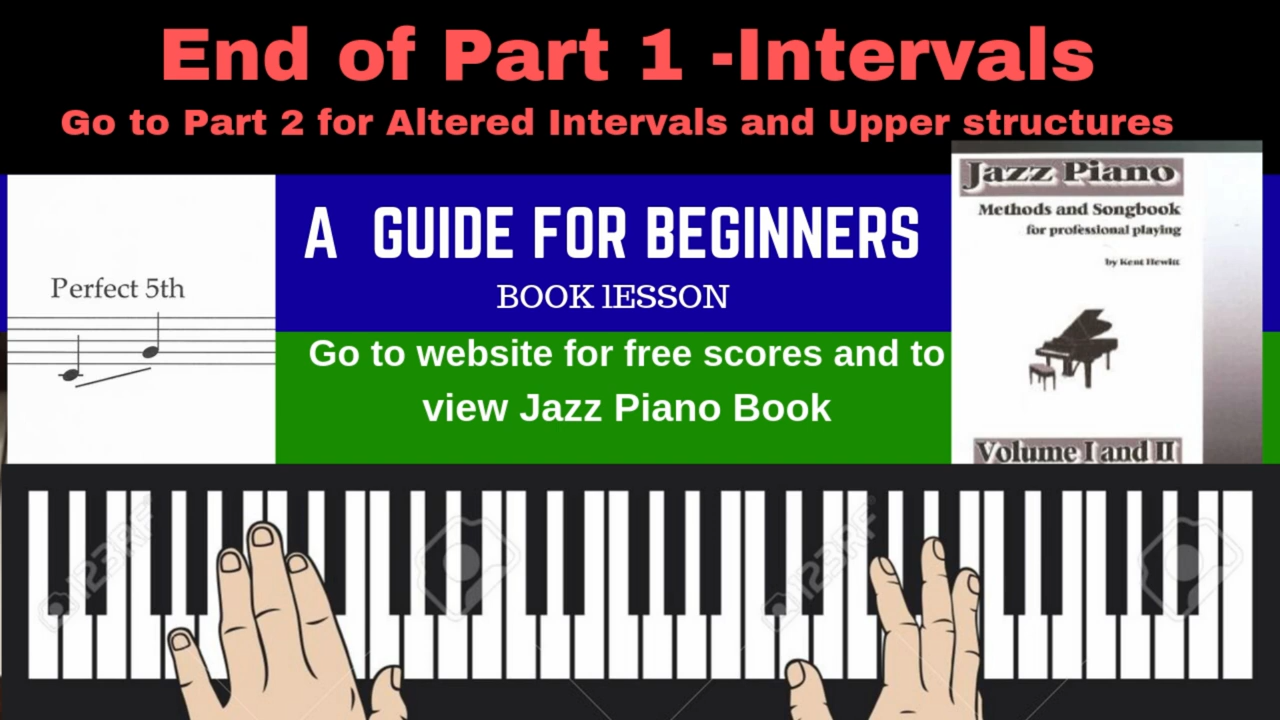 End of Part 1 -Intervals
Go to Part 2 for Altered Intervals and Upper structures
A GUIDE FOR BEGINNERS
BOOK lESSON
Go to website for free scores and to
view Jazz Piano Book
Perfect 5th
Jazz Piano
Methods and Songbook
for professional playing
by Kent Hewitt
Volume I and II
123RF
123RF